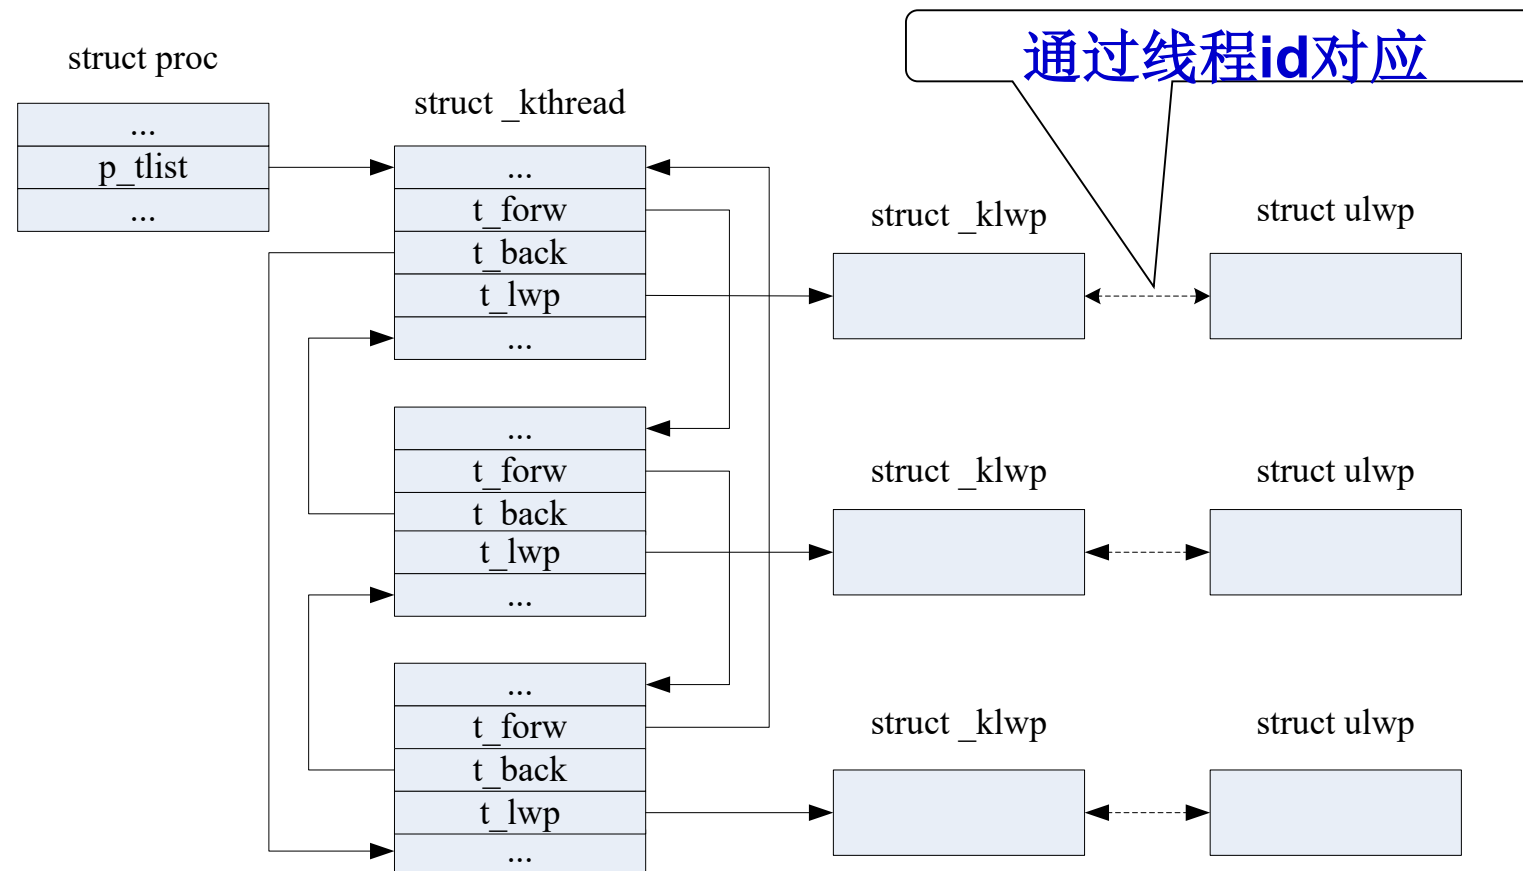 通过线程id对应
struct proc
...
p_tlist
...
struct _kthread
...
t_forw
t_back
t_lwp
...
struct _klwp
struct ulwp
...
t_forw
t_back
t_lwp
...
struct _klwp
struct ulwp
...
t_forw
t_back
t_lwp
...
struct _klwp
struct ulwp